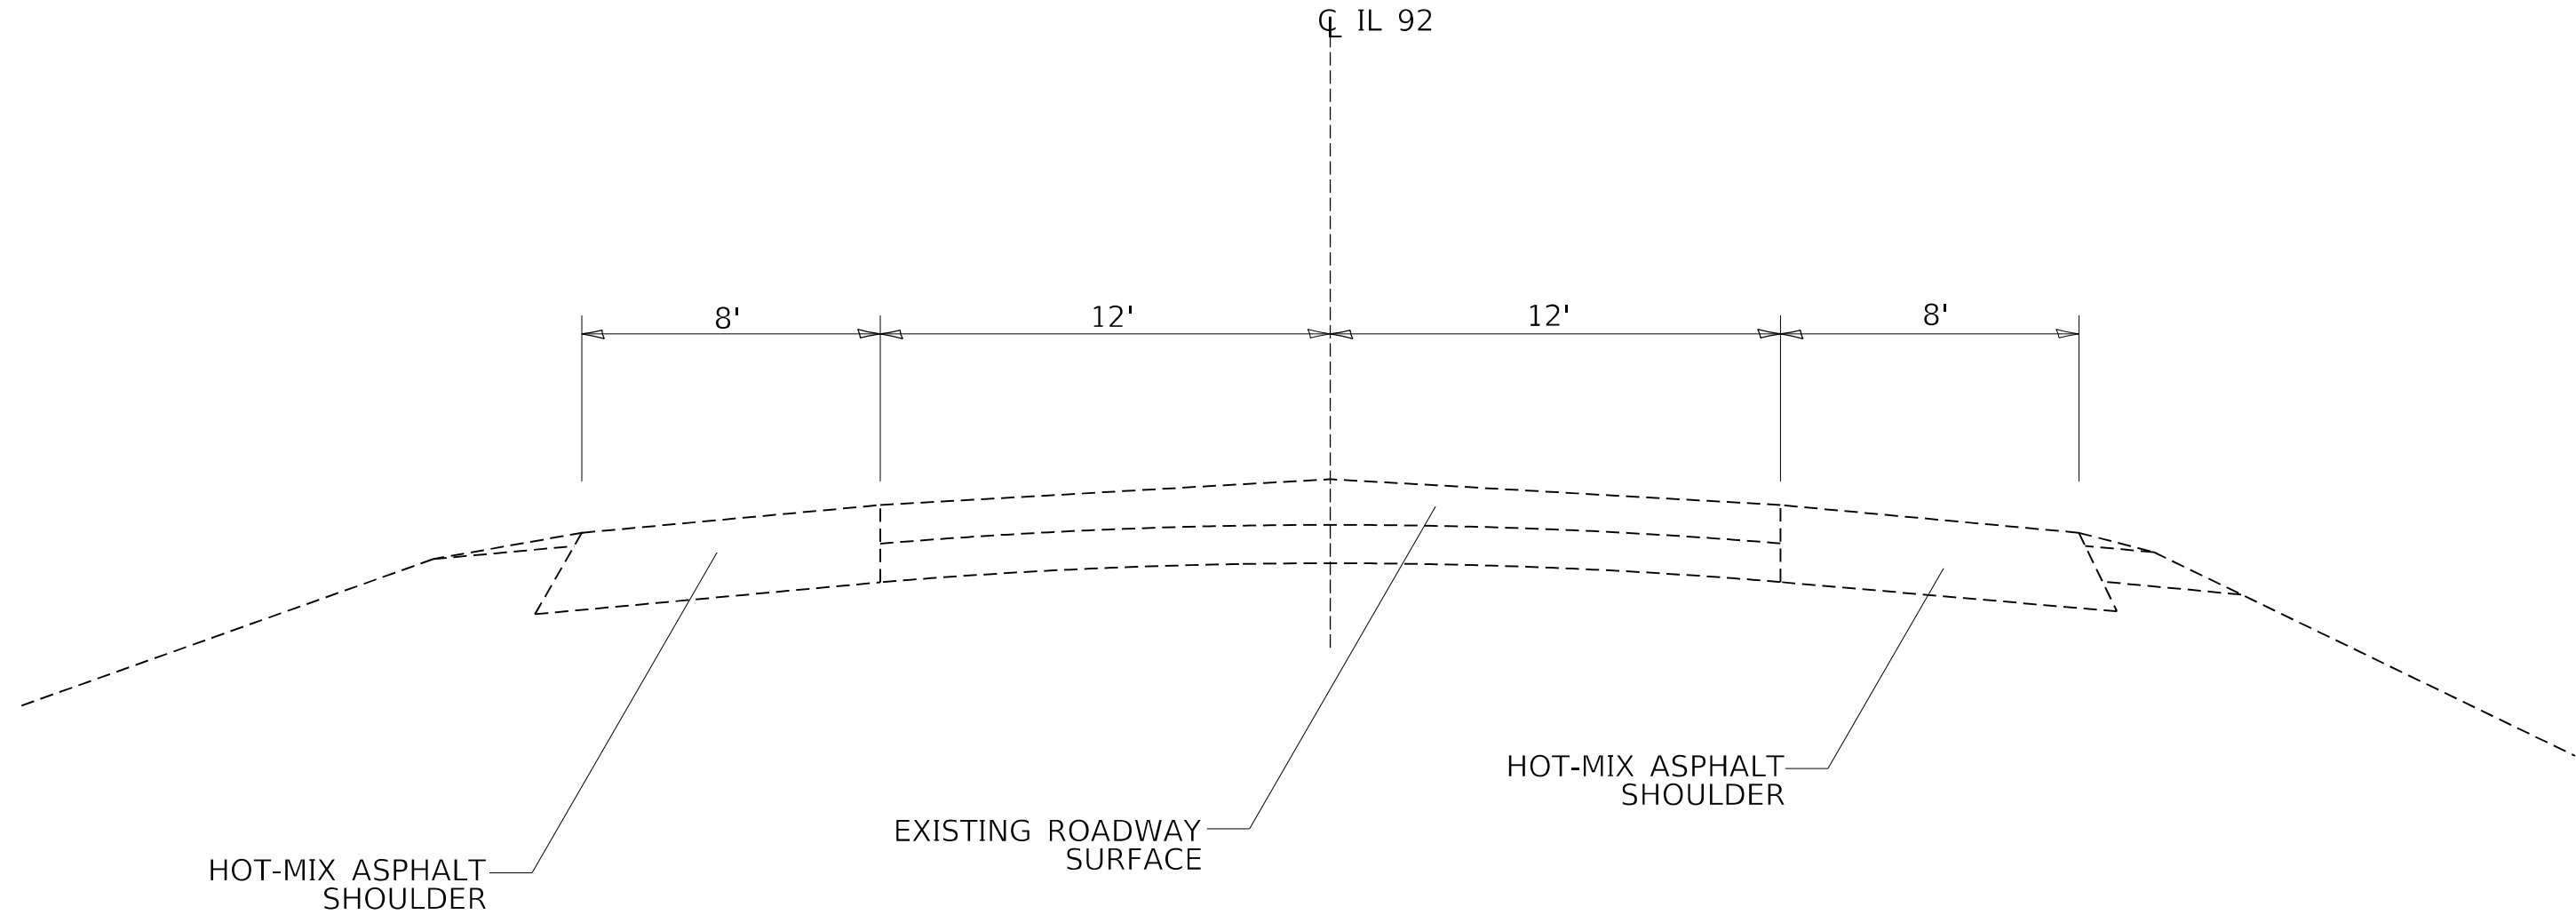 ℄ IL 92
8'
12'
12'
8'
HOT-MIX ASPHALT
SHOULDER
EXISTING ROADWAY
SURFACE
HOT-MIX ASPHALT
SHOULDER